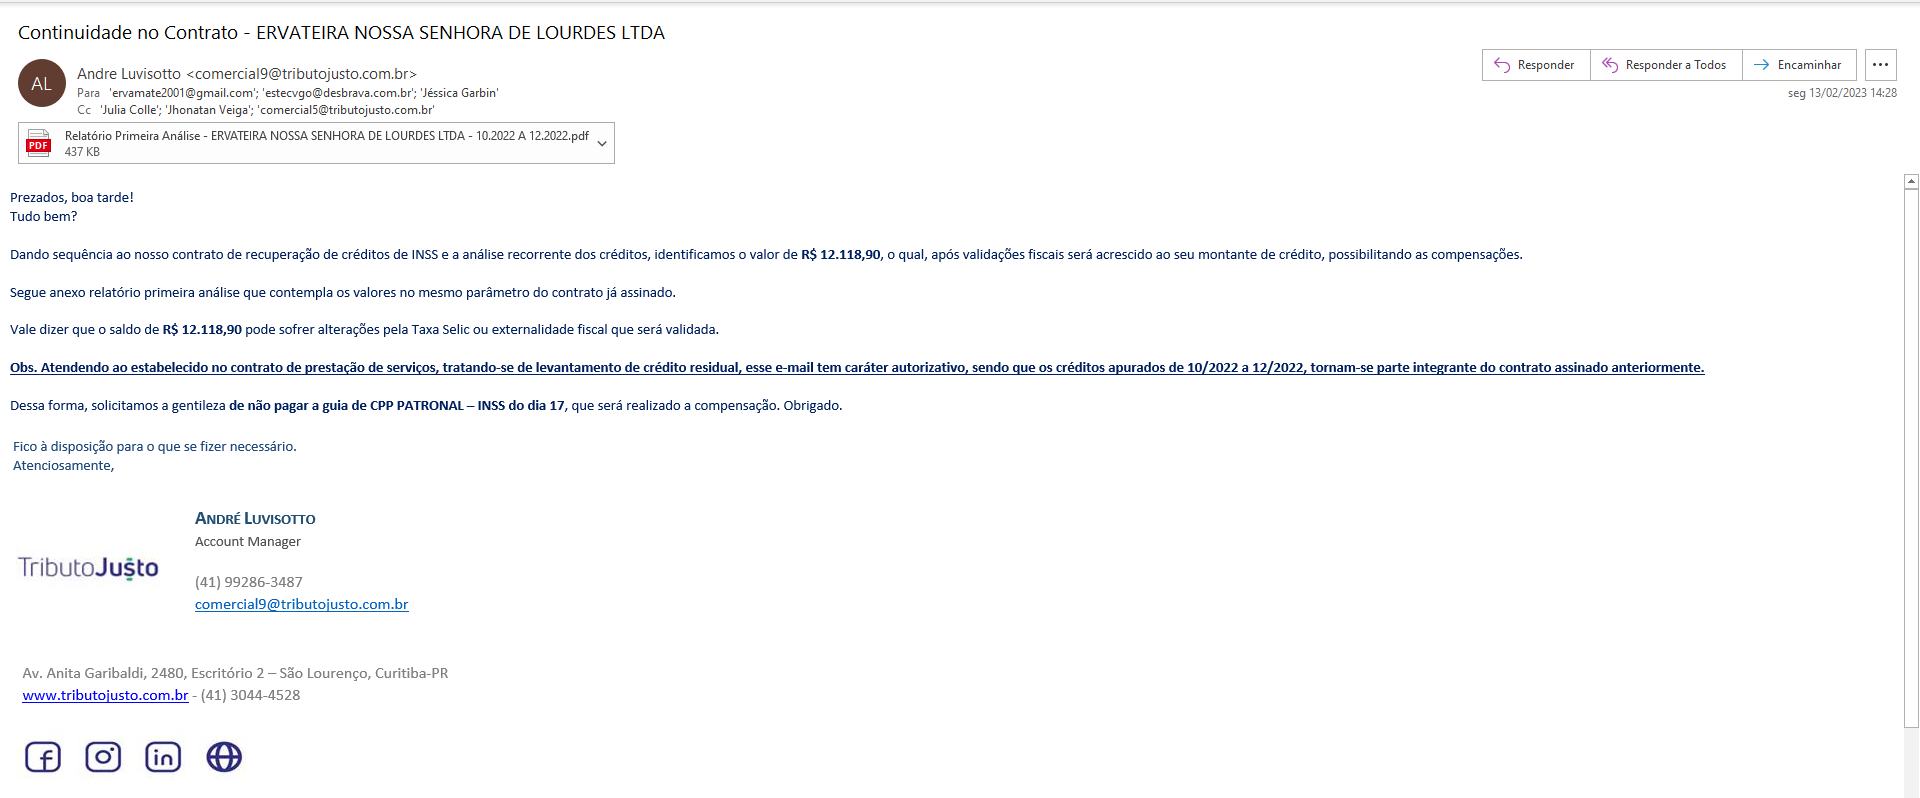 Continuidade no Contrato - ERVATEIRA NOSSA SENHORA DE LOURDES LTDA
AL
Andre Luvisotto <comercial9@tributojusto.com.br>
Para 'ervamate2001@gmail.com'; 'estecvgo@desbrava.com.br'; 'Jéssica Garbin'
Cc 'Julia Colle'; 'Jhonatan Veiga'; 'comercial5@tributojusto.com.br'
Responder
Responder a Todos
Encaminhar
seg 13/02/2023 14:28
PDF
Relatório Primeira Análise - ERVATEIRA NOSSA SENHORA DE LOURDES LTDA - 10.2022 A 12.2022.pdf
437 KB
Prezados, boa tarde!
Tudo bem?
Dando sequência ao nosso contrato de recuperação de créditos de INSS e a análise recorrente dos créditos, identificamos o valor de R$ 12.118,90, o qual, após validações fiscais será acrescido ao seu montante de crédito, possibilitando as compensações.
Segue anexo relatório primeira análise que contempla os valores no mesmo parâmetro do contrato já assinado.
Vale dizer que o saldo de R$ 12.118,90 pode sofrer alterações pela Taxa Selic ou externalidade fiscal que será validada.
Obs. Atendendo ao estabelecido no contrato de prestação de serviços, tratando-se de levantamento de crédito residual, esse e-mail tem caráter autorizativo, sendo que os créditos apurados de 10/2022 a 12/2022, tornam-se parte integrante do contrato assinado anteriormente.
Dessa forma, solicitamos a gentileza de não pagar a guia de CPP PATRONAL – INSS do dia 17, que será realizado a compensação. Obrigado.
Fico à disposição para o que se fizer necessário.
Atenciosamente,
TributoJusto
ANDRÉ LUVISOTTO
Account Manager
(41) 99286-3487
comercial9@tributojusto.com.br
Av. Anita Garibaldi, 2480, Escritório 2 – São Lourenço, Curitiba-PR
www.tributojusto.com.br - (41) 3044-4528